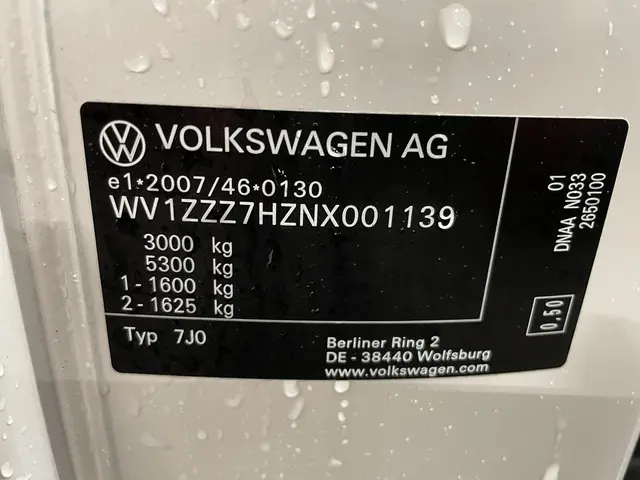 VOLKSWAGEN AG
e1*2007/46*0130
WV1ZZZ7HZNX001139
3000 kg
5300 kg
1 - 1600 kg
2 - 1625 kg
Typ 7J0
Berliner Ring 2
DE - 38440 Wolfsburg
www.volkswagen.com
01
DNAA N033
2650100
0.50